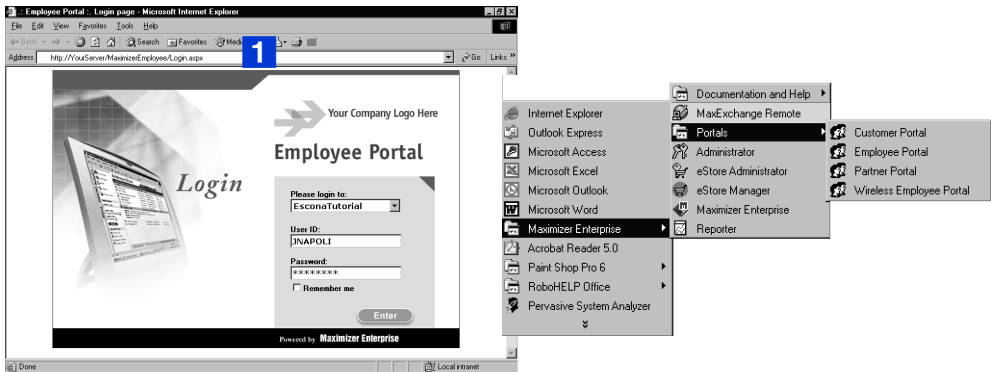 .: Employee Portal :. Login page - Microsoft Internet Explorer
File Edit View Favorites Tools Help
Back Search Favorites Media
Address http://YourServer/MaximizerEmployee/Login.aspx Go Links »
1
Your Company Logo Here
Employee Portal
Login
Please login to:
EsconaTutorial
User ID:
JNAPOLI
Password:
********
Remember me
Enter
Powered by Maximizer Enterprise
Done Local intranet
Internet Explorer
Outlook Express
Microsoft Access
Microsoft Excel
Microsoft Outlook
Microsoft Word
Maximizer Enterprise
Acrobat Reader 5.0
Paint Shop Pro 6
RoboHELP Office
Pervasive System Analyzer
Documentation and Help
MaxExchange Remote
Portals
Administrator
eStore Administrator
eStore Manager
Maximizer Enterprise
Reporter
Customer Portal
Employee Portal
Partner Portal
Wireless Employee Portal